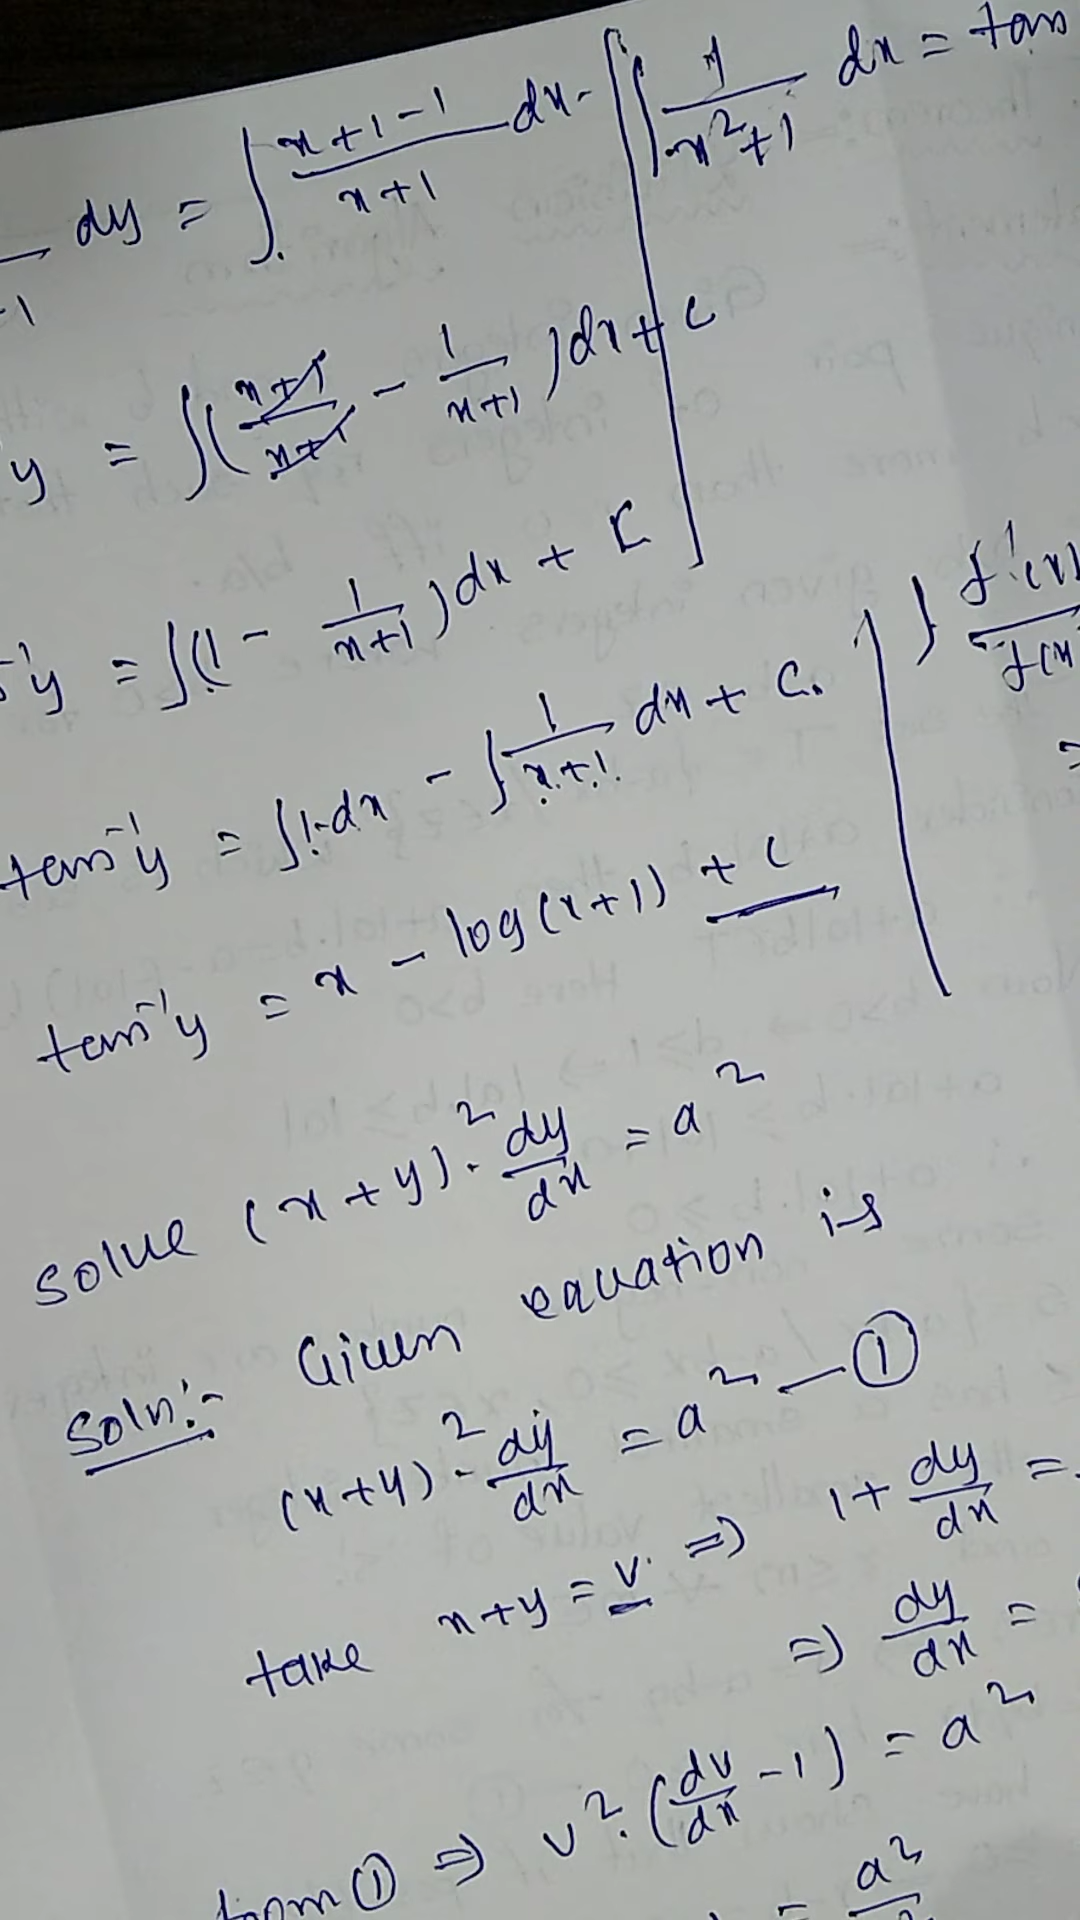 dy = ∫ x+1-1/x+1 dx -
∫ 1/x²+1 dx = tan
-1
y = ∫(x+1/x+1 - 1/x+1)dx + c
⁻¹y = ∫(1 - 1/x+1)dx + c
tan⁻¹y = ∫1·dx - ∫1/x+1 dx + c.
tan⁻¹y = x - log(x+1) + c
∫ f'(x)/f(x)
=
solve (x+y)²·dy/dx = a²
Soln:- Given equation is
(x+y)²·dy/dx = a² — ①
take x+y = v ⇒ 1+ dy/dx =
⇒ dy/dx =
from ① ⇒ v²·(dv/dx -1) = a²
= a²